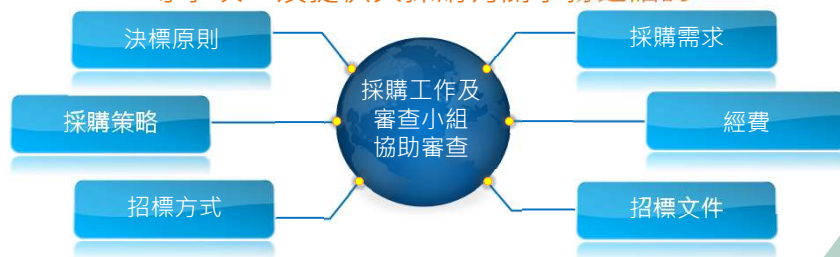 決標原則
採購需求
採購工作及
審查小組
協助審查
採購策略
經費
招標方式
招標文件